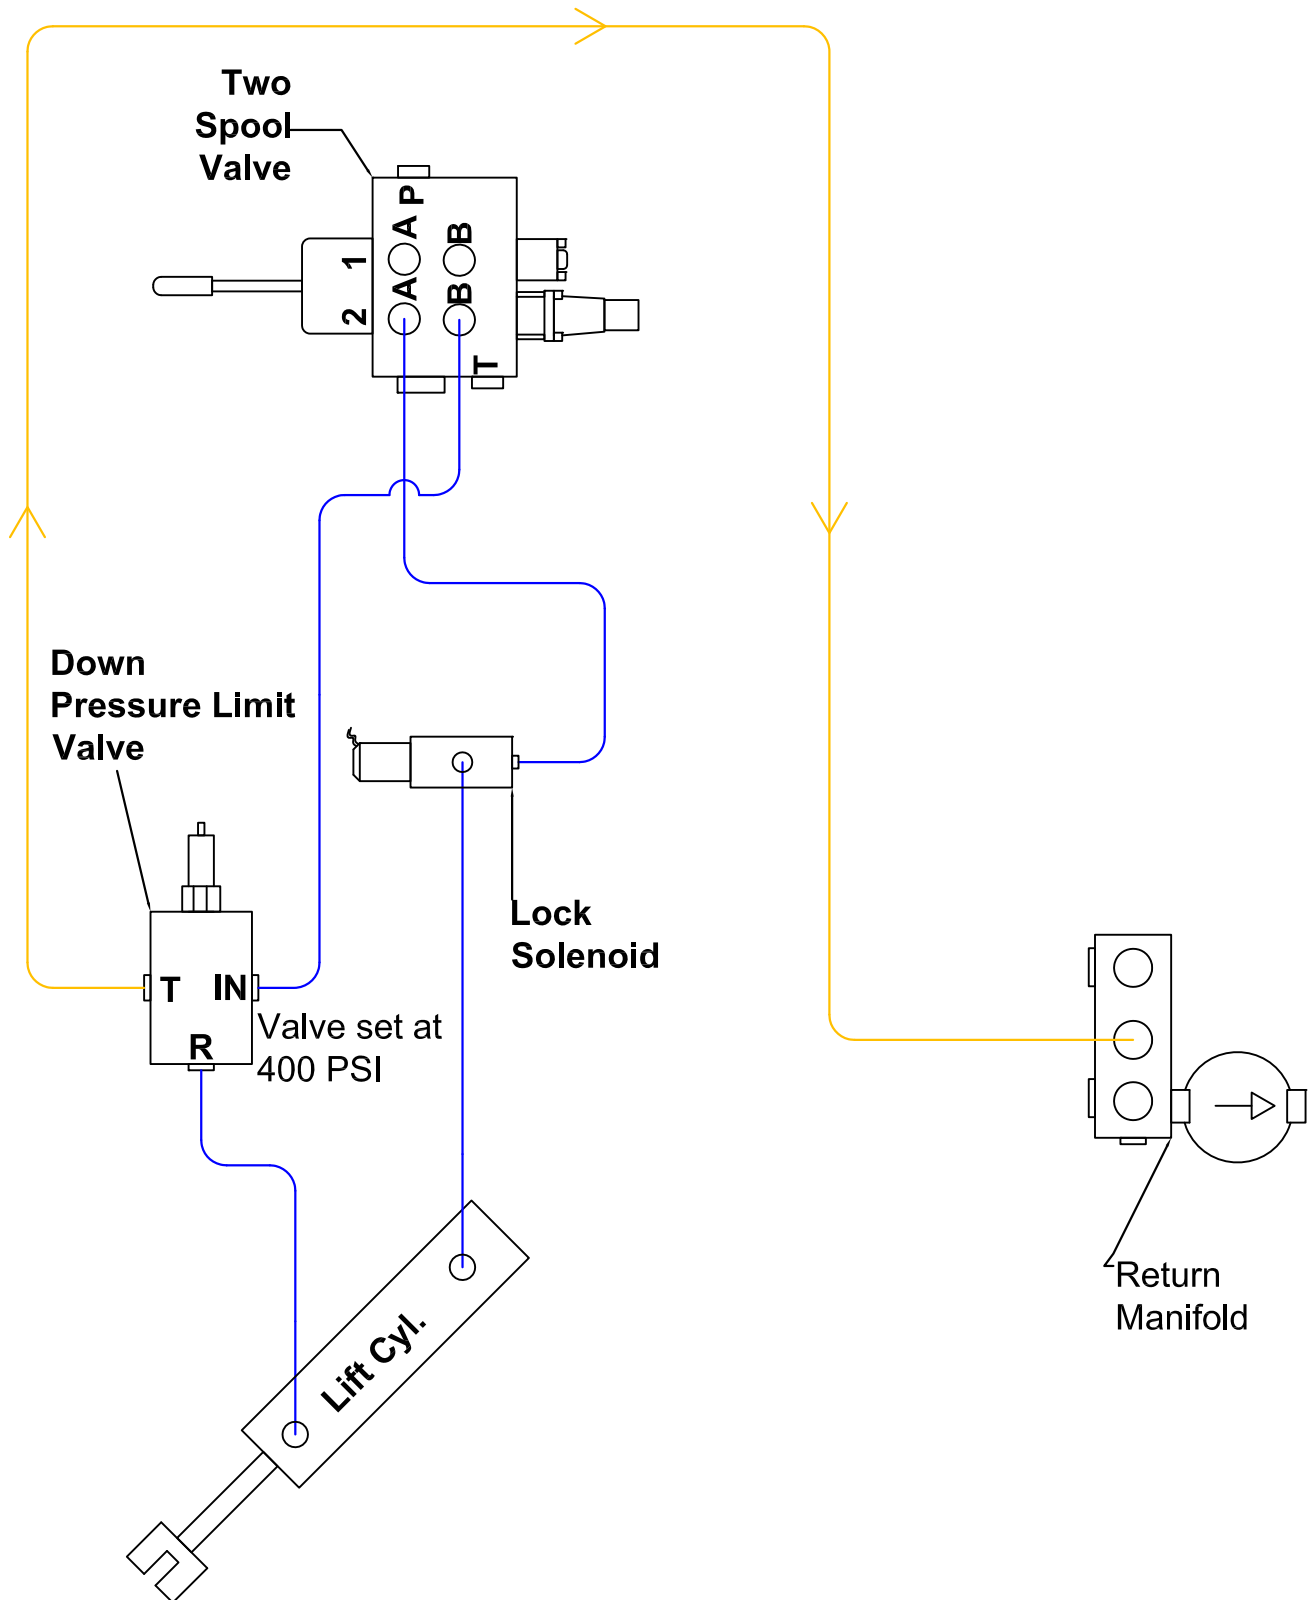 Two
Spool
Valve
P
A
B
1
A
B
2
T
Down
Pressure Limit
Valve
Lock
Solenoid
T
IN
R
Valve set at
400 PSI
Lift Cyl.
Return
Manifold